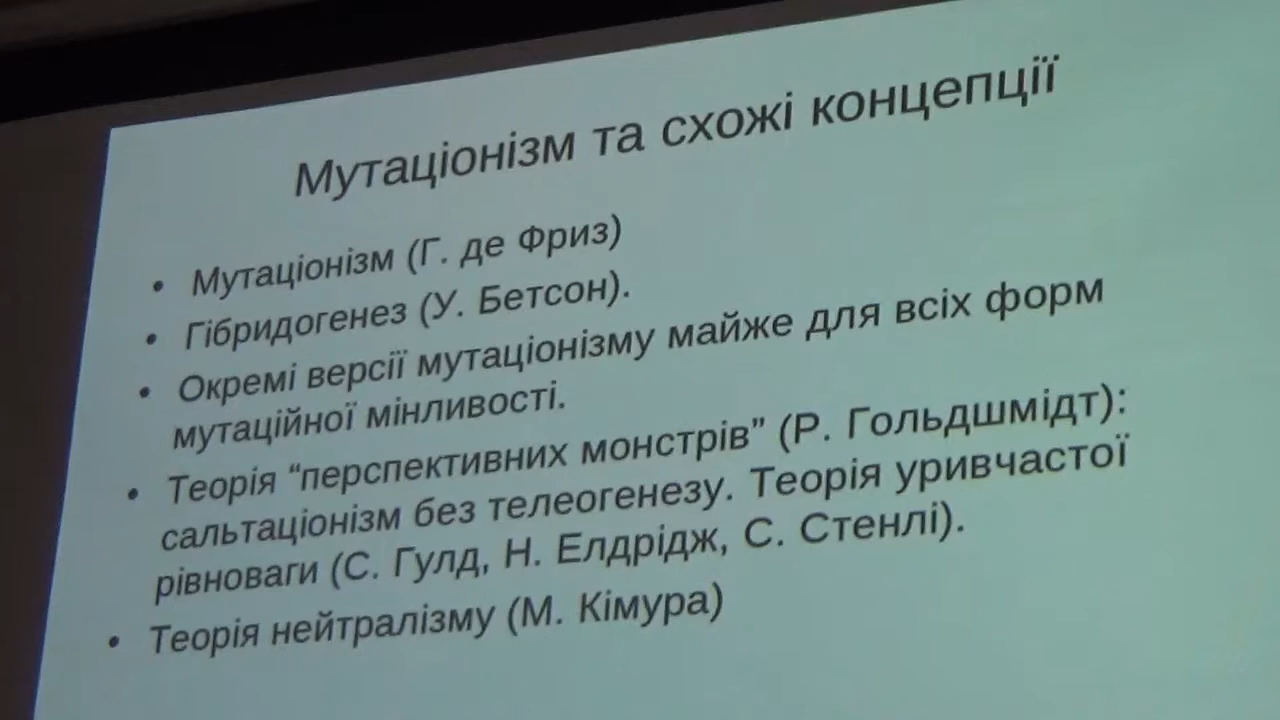 Мутаціонізм та схожі концепції
• Мутаціонізм (Г. де Фриз)
• Гібридогенез (У. Бетсон).
• Окремі версії мутаціонізму майже для всіх форм
мутаційної мінливості.
• Теорія “перспективних монстрів” (Р. Гольдшмідт):
сальтаціонізм без телеогенезу. Теорія уривчастої
рівноваги (С. Гулд, Н. Елдрідж, С. Стенлі).
• Теорія нейтралізму (М. Кімура)